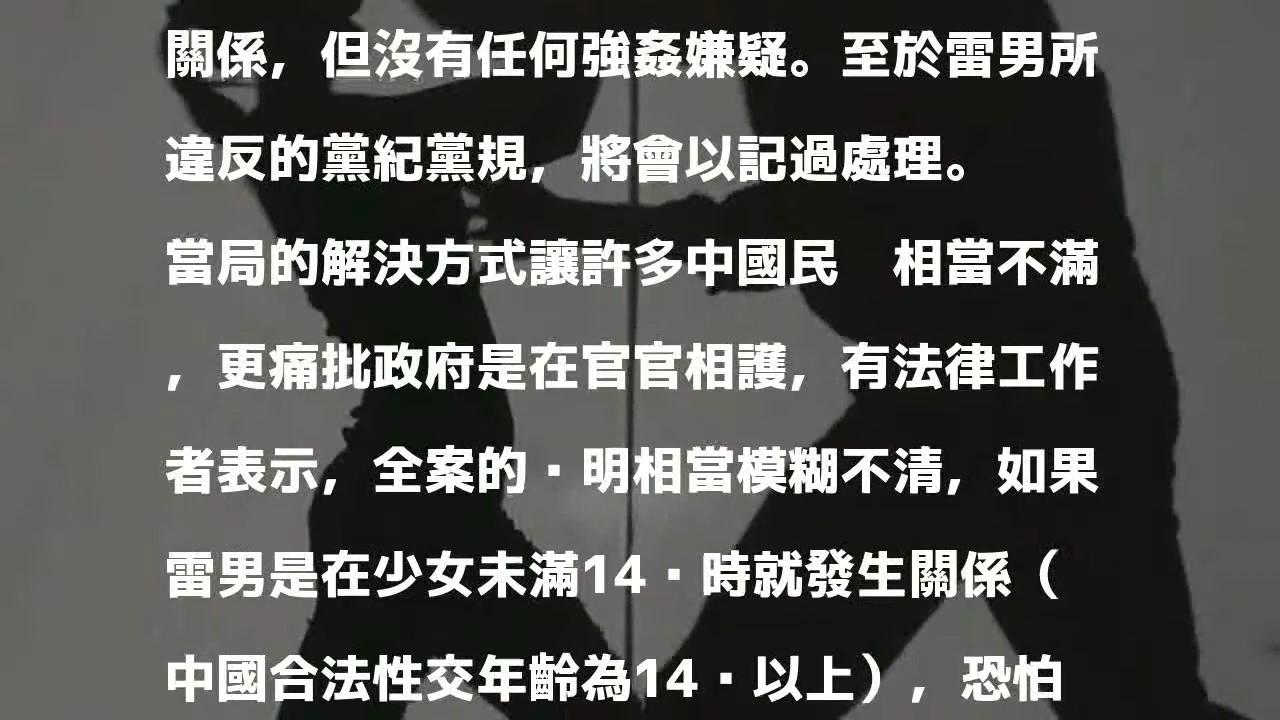 關係，但沒有任何強姦嫌疑。至於雷男所
違反的黨紀黨規，將會以記過處理。
當局的解決方式讓許多中國民　相當不滿
，更痛批政府是在官官相護，有法律工作
者表示，全案的·明相當模糊不清，如果
雷男是在少女未滿14·時就發生關係（
中國合法性交年齡為14·以上），恐怕